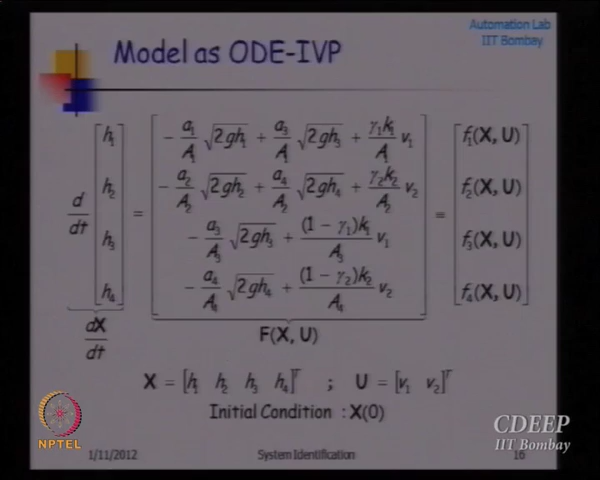 Automation Lab
IIT Bombay
Model as ODE-IVP
d/dt [h₁ h₂ h₃ h₄] = [
-a₁/A₁ √2gh₁ + a₃/A₁ √2gh₃ + γ₁k₁/A₁ v₁
-a₂/A₂ √2gh₂ + a₄/A₂ √2gh₄ + γ₂k₂/A₂ v₂
-a₃/A₃ √2gh₃ + (1 - γ₁)k₁/A₃ v₁
-a₄/A₄ √2gh₄ + (1 - γ₂)k₂/A₄ v₂
] ≡ [f₁(X, U) f₂(X, U) f₃(X, U) f₄(X, U)]
dX/dt F(X, U)
X = [h₁ h₂ h₃ h₄]ᵀ ; U = [v₁ v₂]ᵀ
Initial Condition : X(0)
NPTEL
CDEEP
IIT Bombay
1/11/2012 System Identification 16